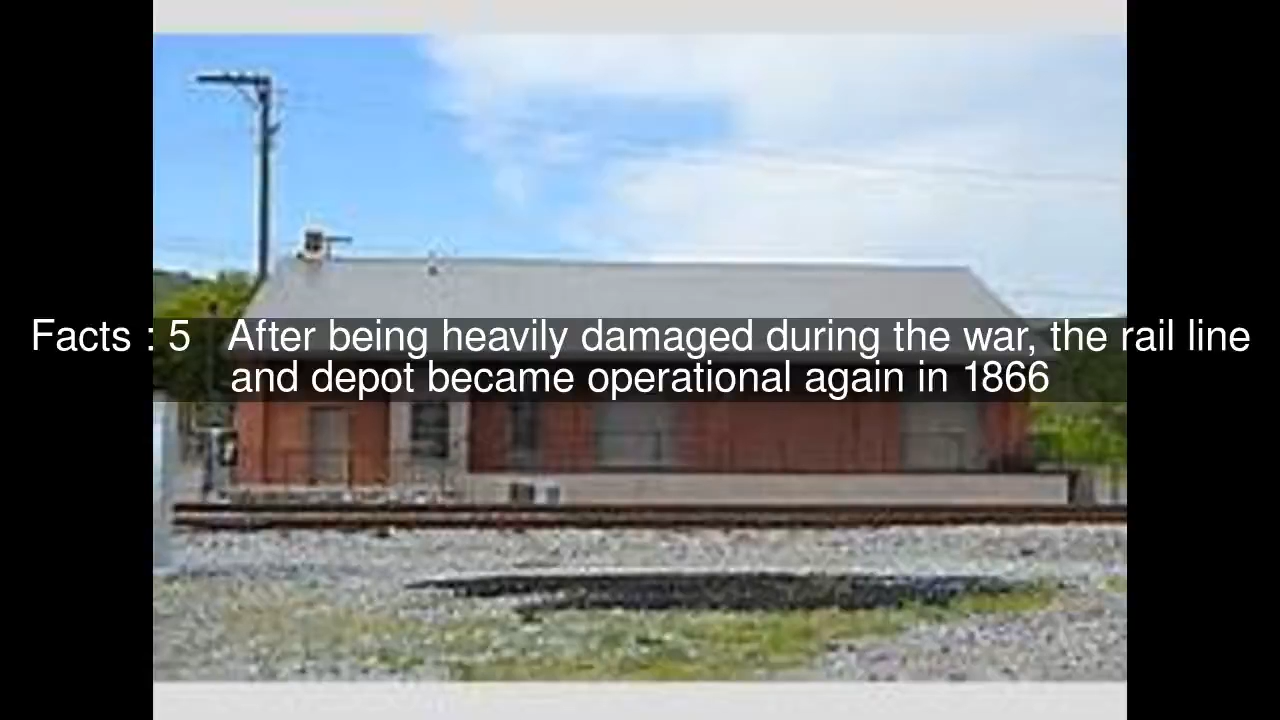 Facts : 5 After being heavily damaged during the war, the rail line
and depot became operational again in 1866